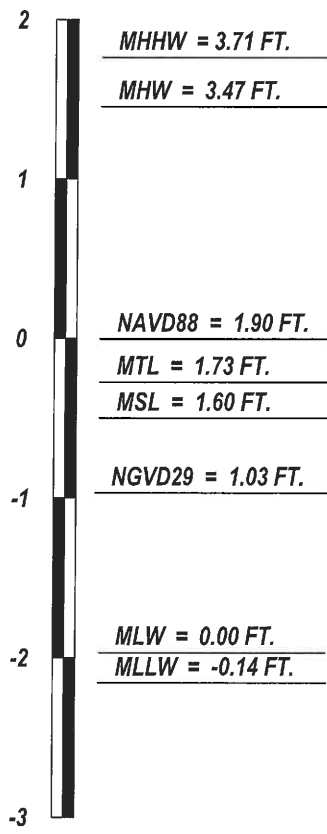 2
MHHW = 3.71 FT.
MHW = 3.47 FT.
1
NAVD88 = 1.90 FT.
0
MTL = 1.73 FT.
MSL = 1.60 FT.
NGVD29 = 1.03 FT.
-1
MLW = 0.00 FT.
-2
MLLW = -0.14 FT.
-3